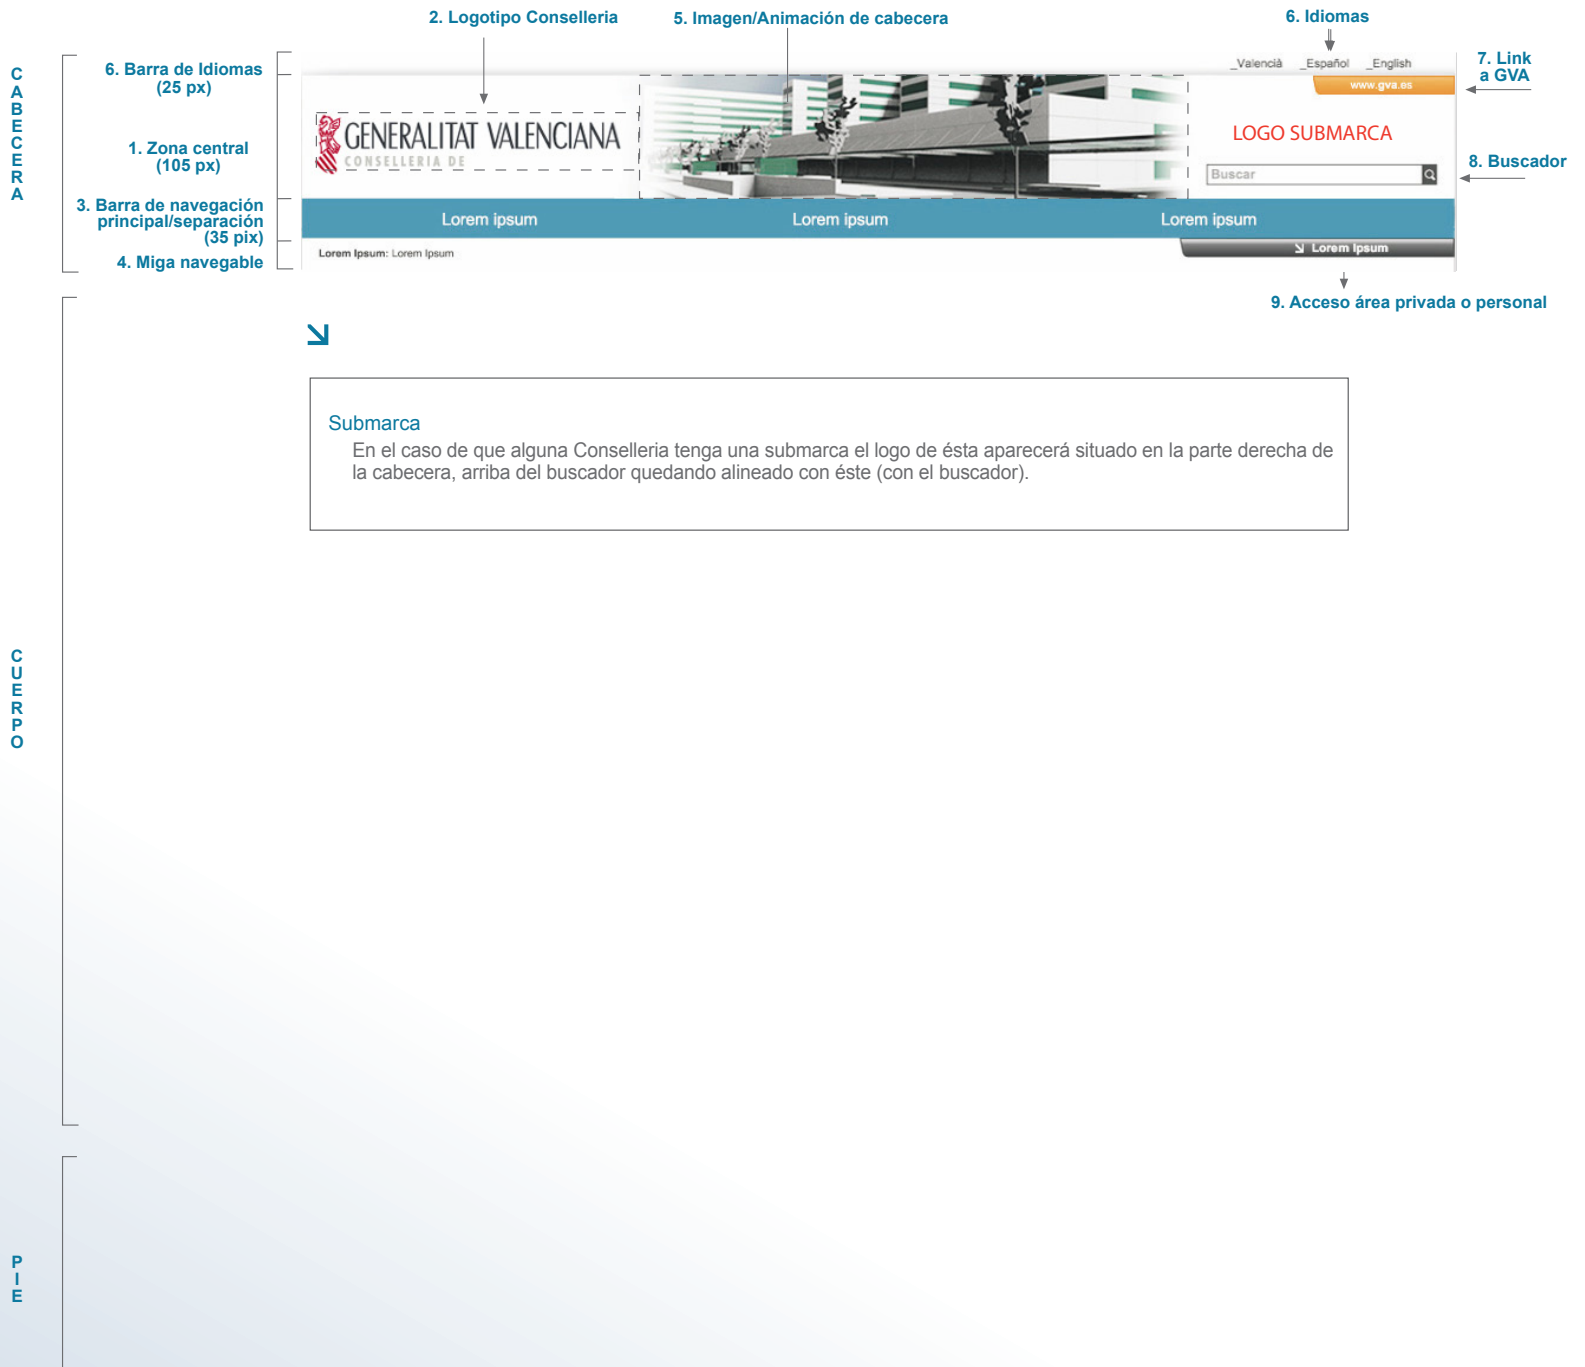 2. Logotipo Conselleria
5. Imagen/Animación de cabecera
6. Idiomas
CABECERA
6. Barra de Idiomas
(25 px)
_Valencià _Español _English
7. Link
a GVA
www.gva.es
GENERALITAT VALENCIANA
CONSELLERIA DE
LOGO SUBMARCA
1. Zona central
(105 px)
Buscar
8. Buscador
3. Barra de navegación
principal/separación
(35 pix)
Lorem ipsum Lorem ipsum Lorem ipsum
4. Miga navegable
Lorem Ipsum: Lorem Ipsum
Lorem Ipsum
9. Acceso área privada o personal
Submarca
En el caso de que alguna Conselleria tenga una submarca el logo de ésta aparecerá situado en la parte derecha de
la cabecera, arriba del buscador quedando alineado con éste (con el buscador).
CUERPO
PIE